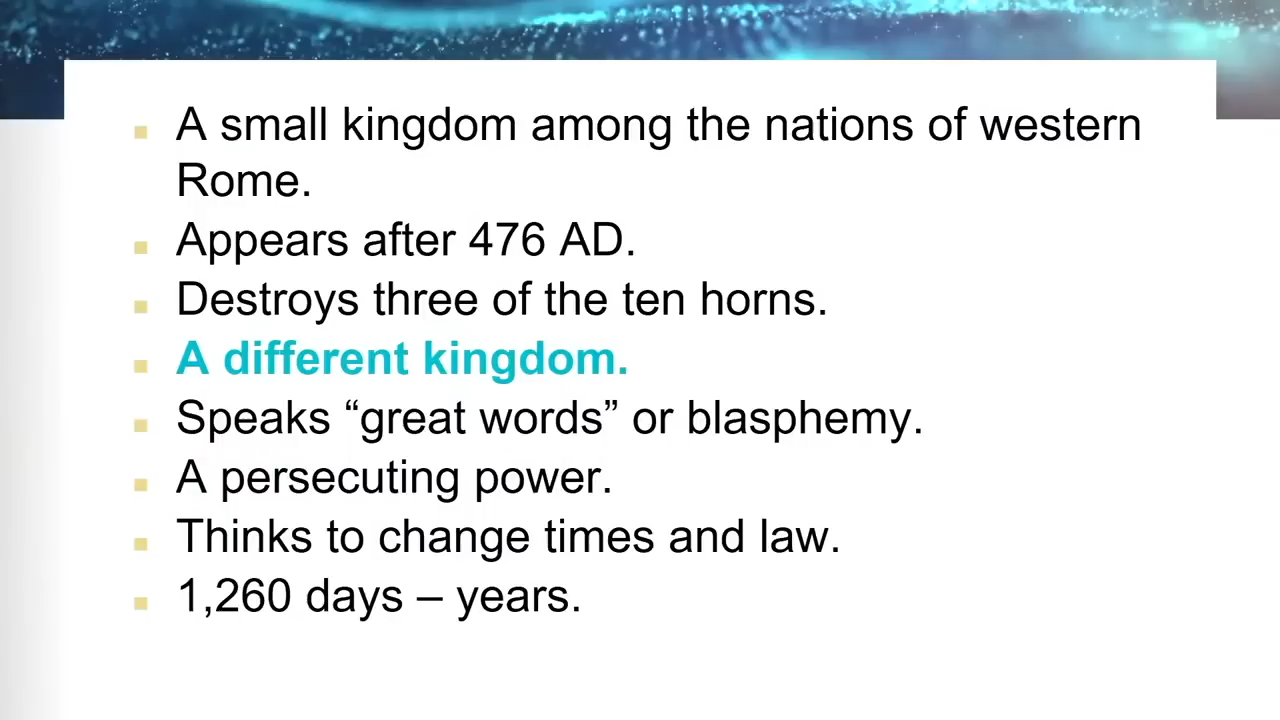 A small kingdom among the nations of western
Rome.
Appears after 476 AD.
Destroys three of the ten horns.
A different kingdom.
Speaks “great words” or blasphemy.
A persecuting power.
Thinks to change times and law.
1,260 days – years.